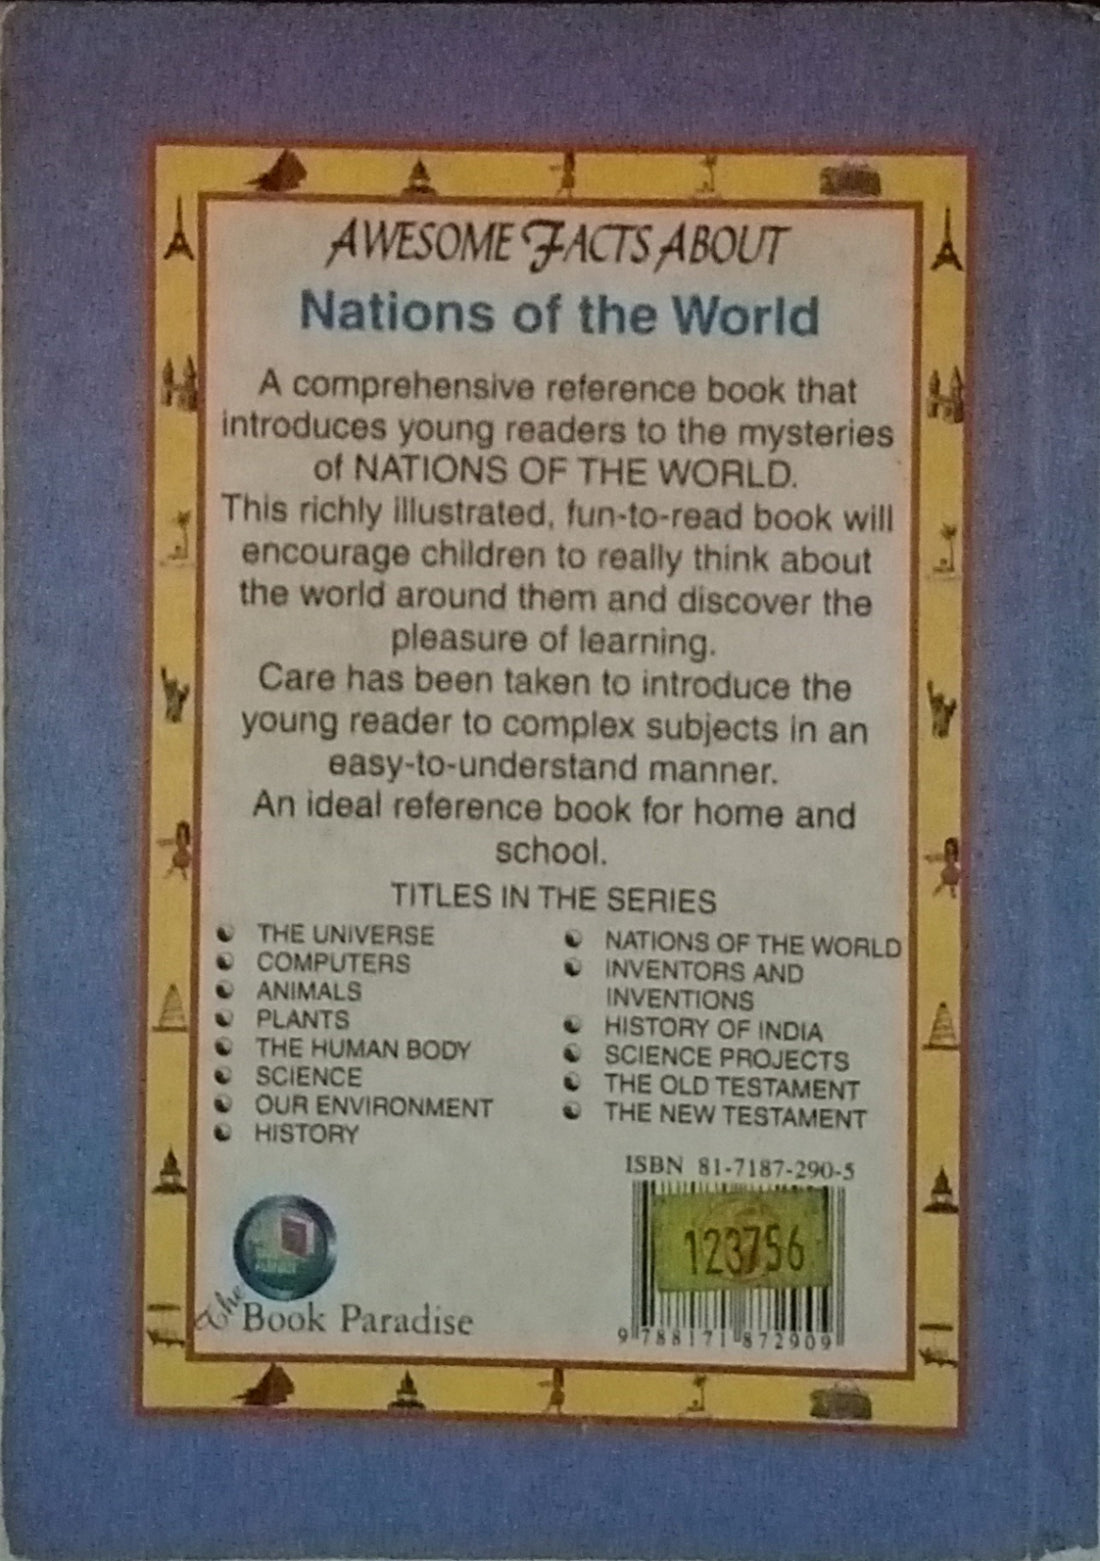 AWESOME FACTS ABOUT
Nations of the World
A comprehensive reference book that
introduces young readers to the mysteries
of NATIONS OF THE WORLD.
This richly illustrated, fun-to-read book will
encourage children to really think about
the world around them and discover the
pleasure of learning.
Care has been taken to introduce the
young reader to complex subjects in an
easy-to-understand manner.
An ideal reference book for home and
school.
TITLES IN THE SERIES
THE UNIVERSE
COMPUTERS
ANIMALS
PLANTS
THE HUMAN BODY
SCIENCE
OUR ENVIRONMENT
HISTORY
NATIONS OF THE WORLD
INVENTORS AND
INVENTIONS
HISTORY OF INDIA
SCIENCE PROJECTS
THE OLD TESTAMENT
THE NEW TESTAMENT
The Book Paradise
ISBN 81-7187-290-5
123756
9 788171 872909